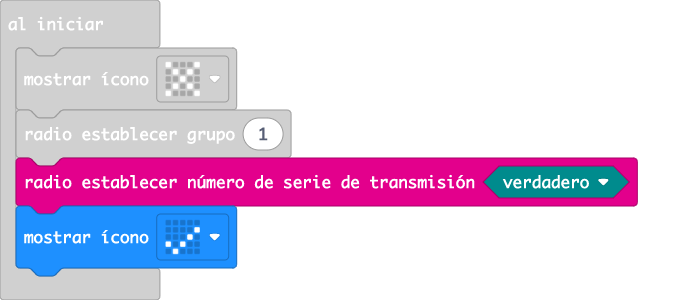 al iniciar
mostrar ícono
radio establecer grupo 1
radio establecer número de serie de transmisión verdadero
mostrar ícono